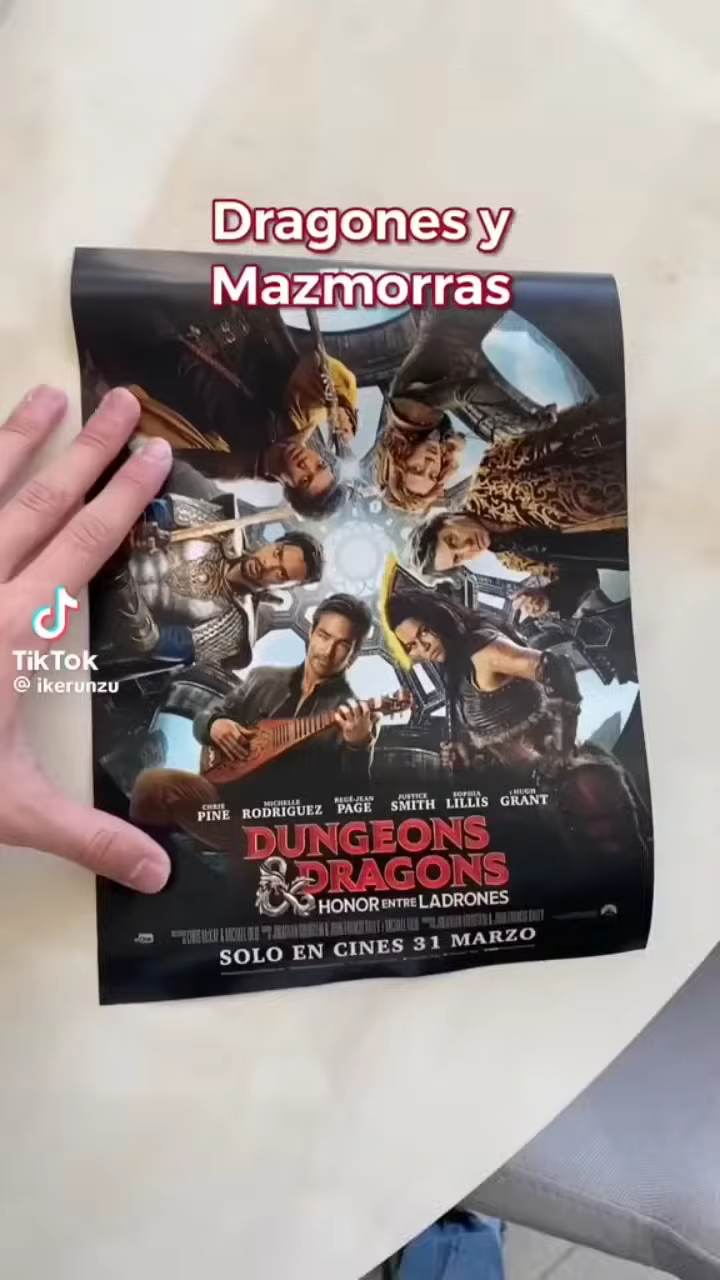 Dragones y
Mazmorras
TikTok
@ ikerunzu
CHRIS PINE MICHELLE RODRIGUEZ REGÉ-JEAN PAGE JUSTICE SMITH SOPHIA LILLIS Y HUGH GRANT
DUNGEONS
& DRAGONS
HONOR ENTRE LADRONES
SOLO EN CINES 31 MARZO